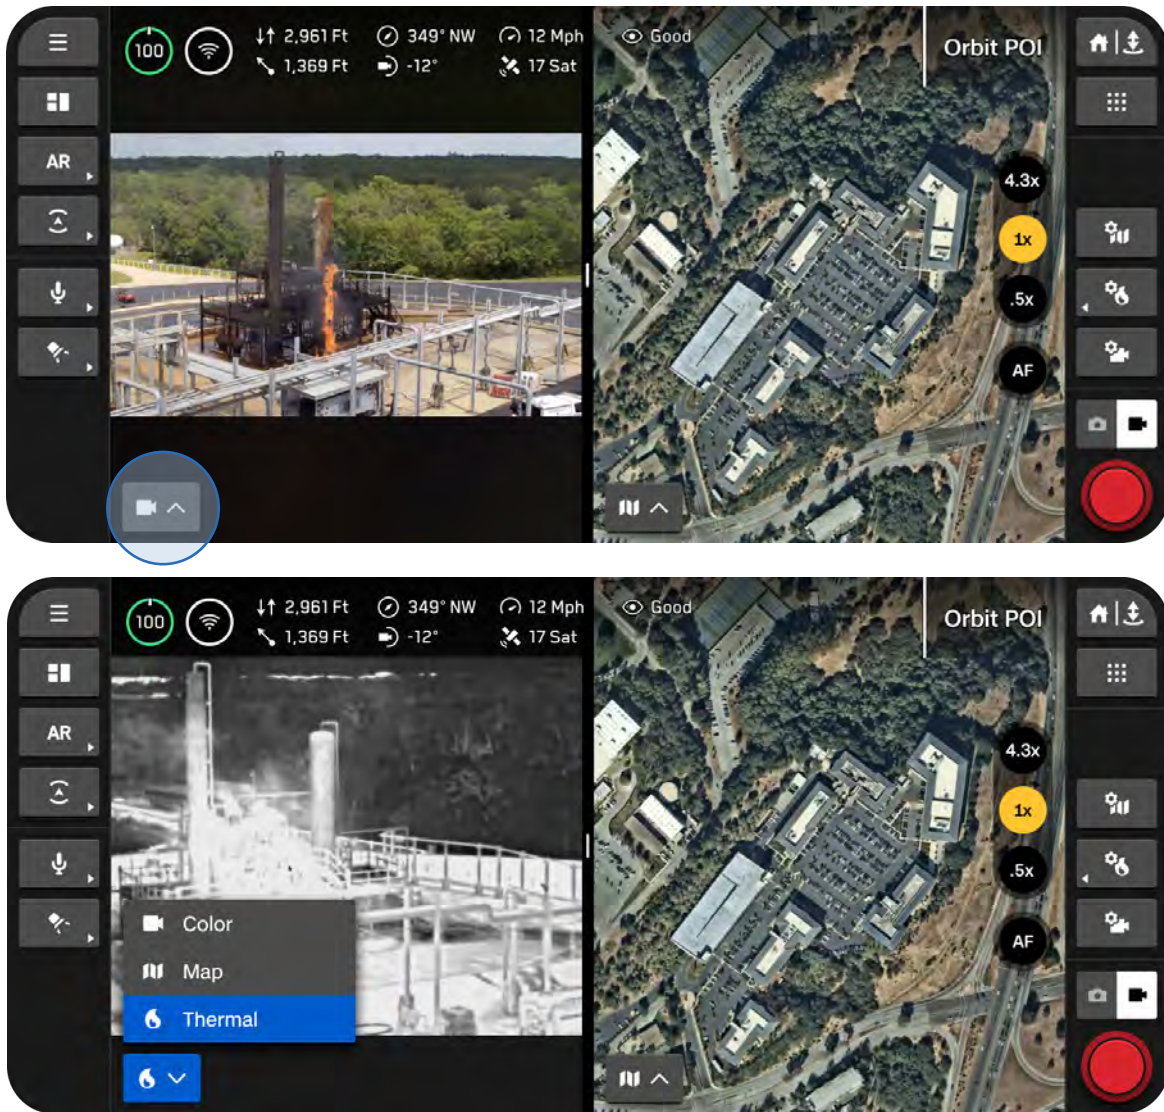 100
2,961 Ft 349° NW 12 Mph
1,369 Ft -12° 17 Sat
Good
Orbit POI
AR
4.3x
1x
.5x
AF
100
2,961 Ft 349° NW 12 Mph
1,369 Ft -12° 17 Sat
Good
Orbit POI
AR
4.3x
1x
.5x
AF
Color
Map
Thermal